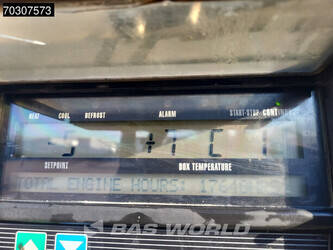 70307573
HEAT COOL DEFROST ALARM START-STOP CONTINUOUS
SETPOINT BOX TEMPERATURE
TOTAL ENGINE HOURS:
BAS WORLD